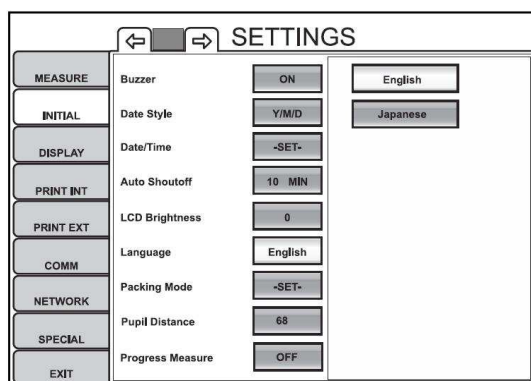 SETTINGS
MEASURE
INITIAL
DISPLAY
PRINT INT
PRINT EXT
COMM
NETWORK
SPECIAL
EXIT
Buzzer ON
Date Style Y/M/D
Date/Time -SET-
Auto Shoutoff 10 MIN
LCD Brightness 0
Language English
Packing Mode -SET-
Pupil Distance 68
Progress Measure OFF
English
Japanese